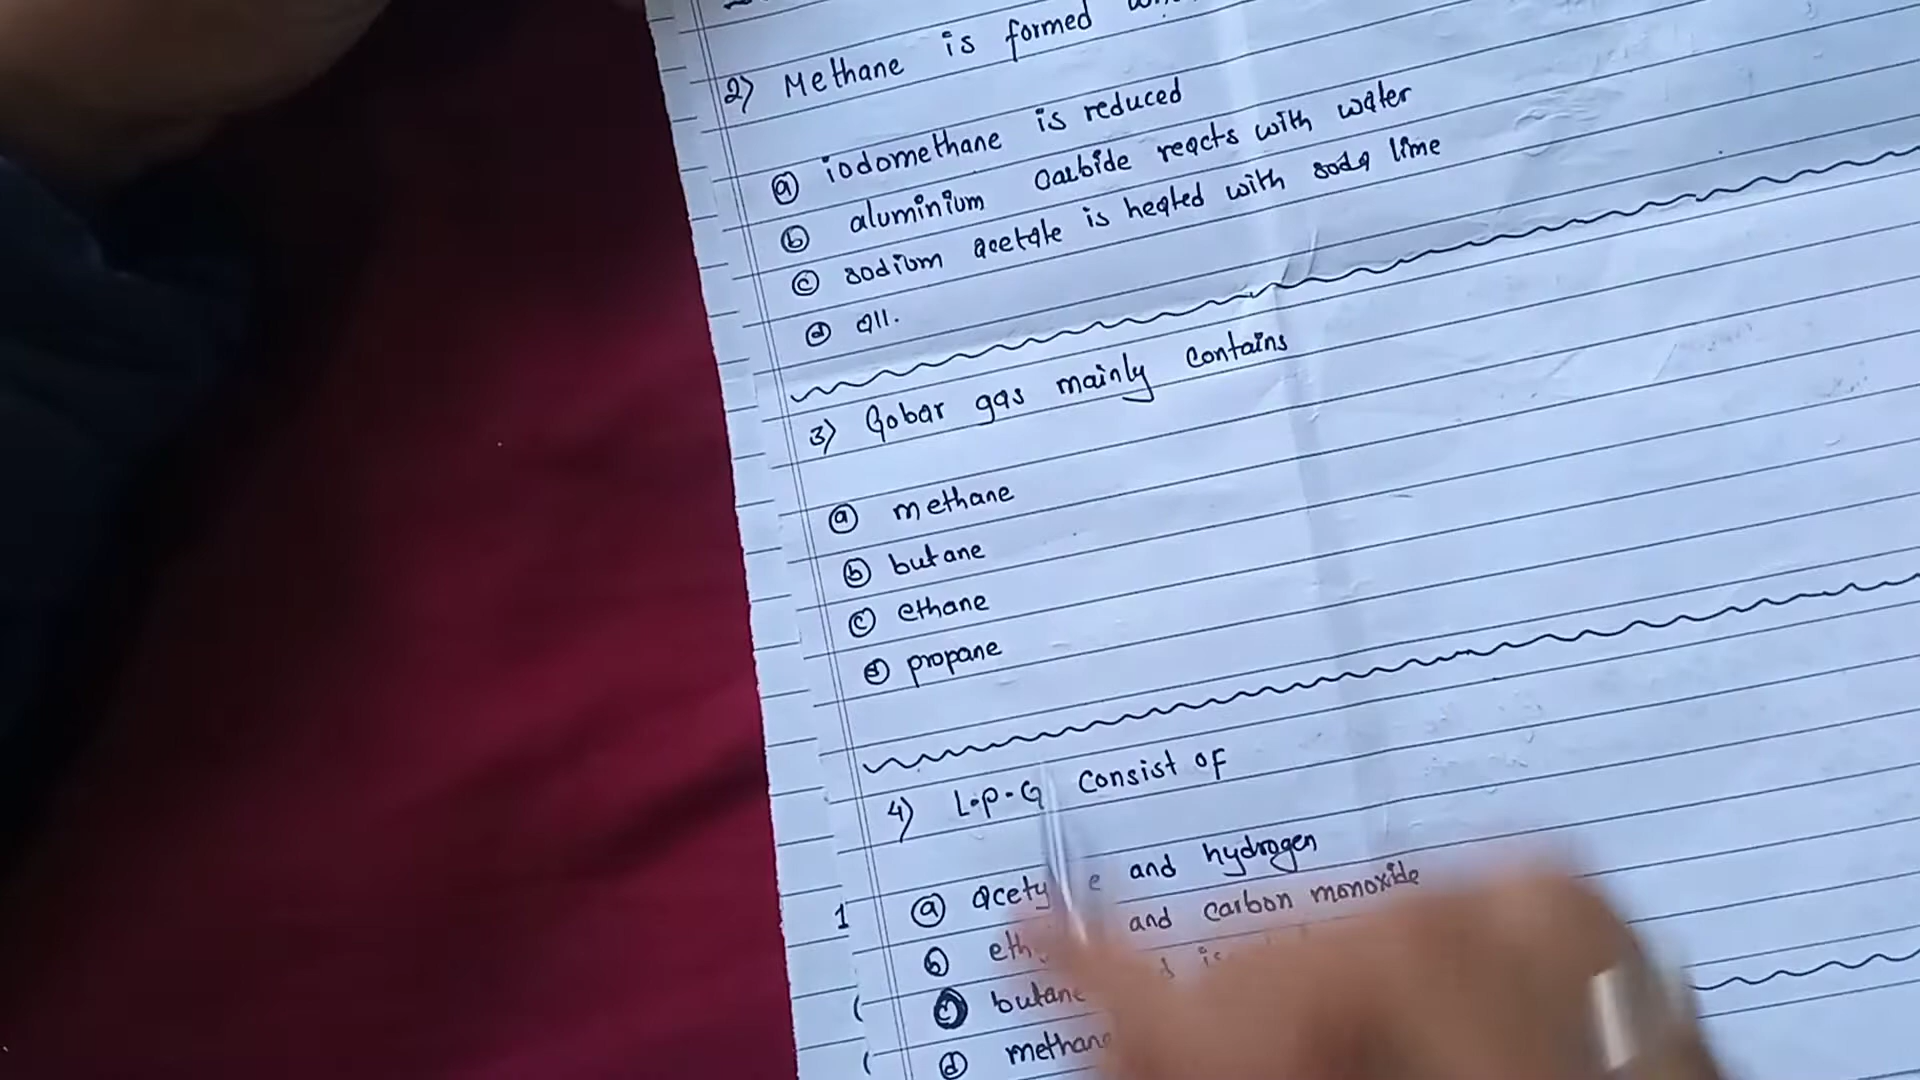 2) Methane is formed
ⓐ iodomethane is reduced
ⓑ aluminium carbide reacts with water
ⓒ sodium acetate is heated with soda lime
ⓓ all.
3) Gobar gas mainly contains
ⓐ methane
ⓑ butane
ⓒ ethane
ⓓ propane
4) L.P.G consist of
1 ⓐ and hydrogen
ⓑ and carbon monoxide
ⓒ butane
ⓓ